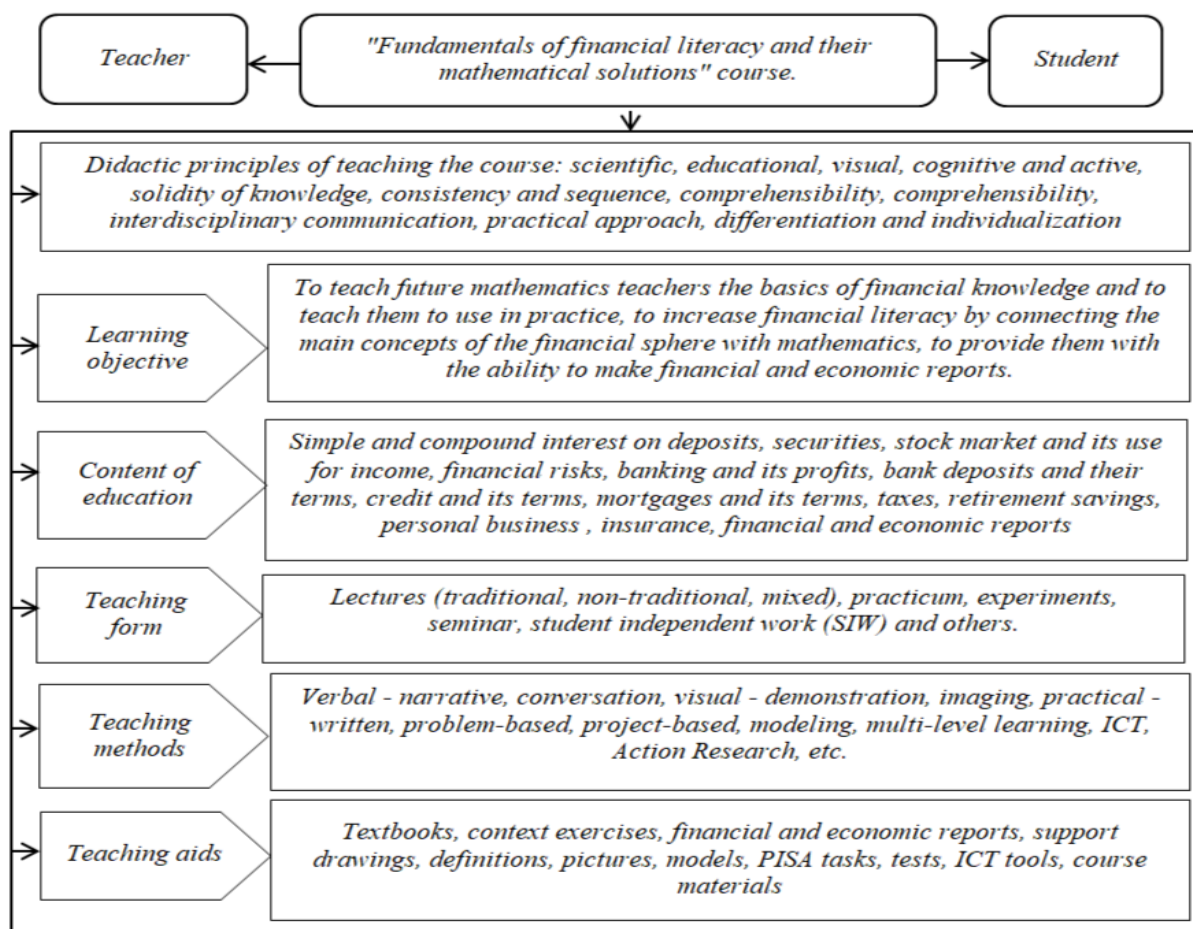 Teacher
"Fundamentals of financial literacy and their
mathematical solutions" course.
Student
Didactic principles of teaching the course: scientific, educational, visual, cognitive and active,
solidity of knowledge, consistency and sequence, comprehensibility, comprehensibility,
interdisciplinary communication, practical approach, differentiation and individualization
Learning
objective
To teach future mathematics teachers the basics of financial knowledge and to
teach them to use in practice, to increase financial literacy by connecting the
main concepts of the financial sphere with mathematics, to provide them with
the ability to make financial and economic reports.
Content of
education
Simple and compound interest on deposits, securities, stock market and its use
for income, financial risks, banking and its profits, bank deposits and their
terms, credit and its terms, mortgages and its terms, taxes, retirement savings,
personal business , insurance, financial and economic reports
Teaching
form
Lectures (traditional, non-traditional, mixed), practicum, experiments,
seminar, student independent work (SIW) and others.
Teaching
methods
Verbal - narrative, conversation, visual - demonstration, imaging, practical -
written, problem-based, project-based, modeling, multi-level learning, ICT,
Action Research, etc.
Teaching aids
Textbooks, context exercises, financial and economic reports, support
drawings, definitions, pictures, models, PISA tasks, tests, ICT tools, course
materials